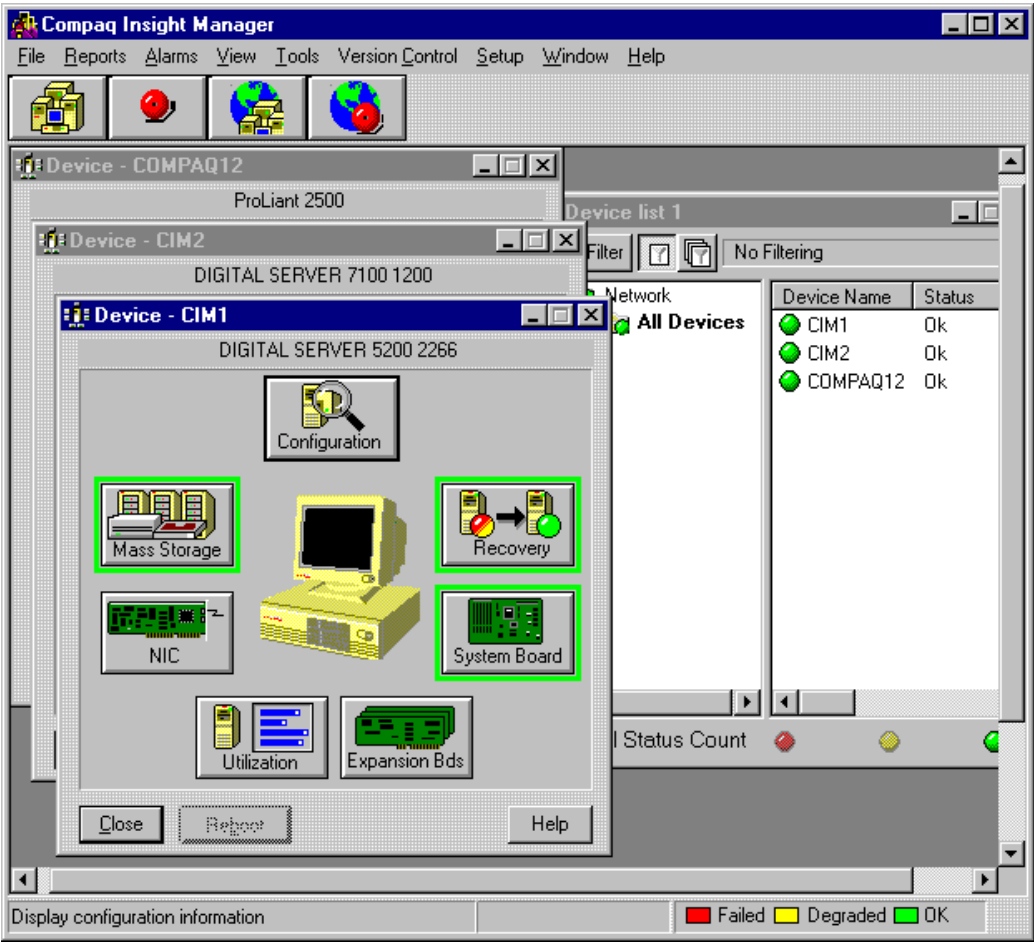 Compaq Insight Manager
File Reports Alarms View Tools Version Control Setup Window Help
Device - COMPAQ12
ProLiant 2500
Device list 1
Filter No Filtering
Network
All Devices
Device Name Status
CIM1 Ok
CIM2 Ok
COMPAQ12 Ok
l Status Count
Device - CIM2
DIGITAL SERVER 7100 1200
Device - CIM1
DIGITAL SERVER 5200 2266
Configuration
Mass Storage
Recovery
NIC
System Board
Utilization
Expansion Bds
Close Reboot Help
Display configuration information
Failed Degraded OK